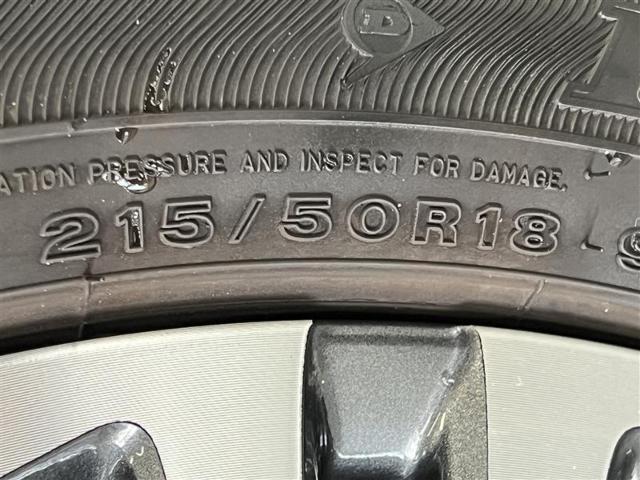 D
ATION PRESSURE AND INSPECT FOR DAMAGE.
215/50R18